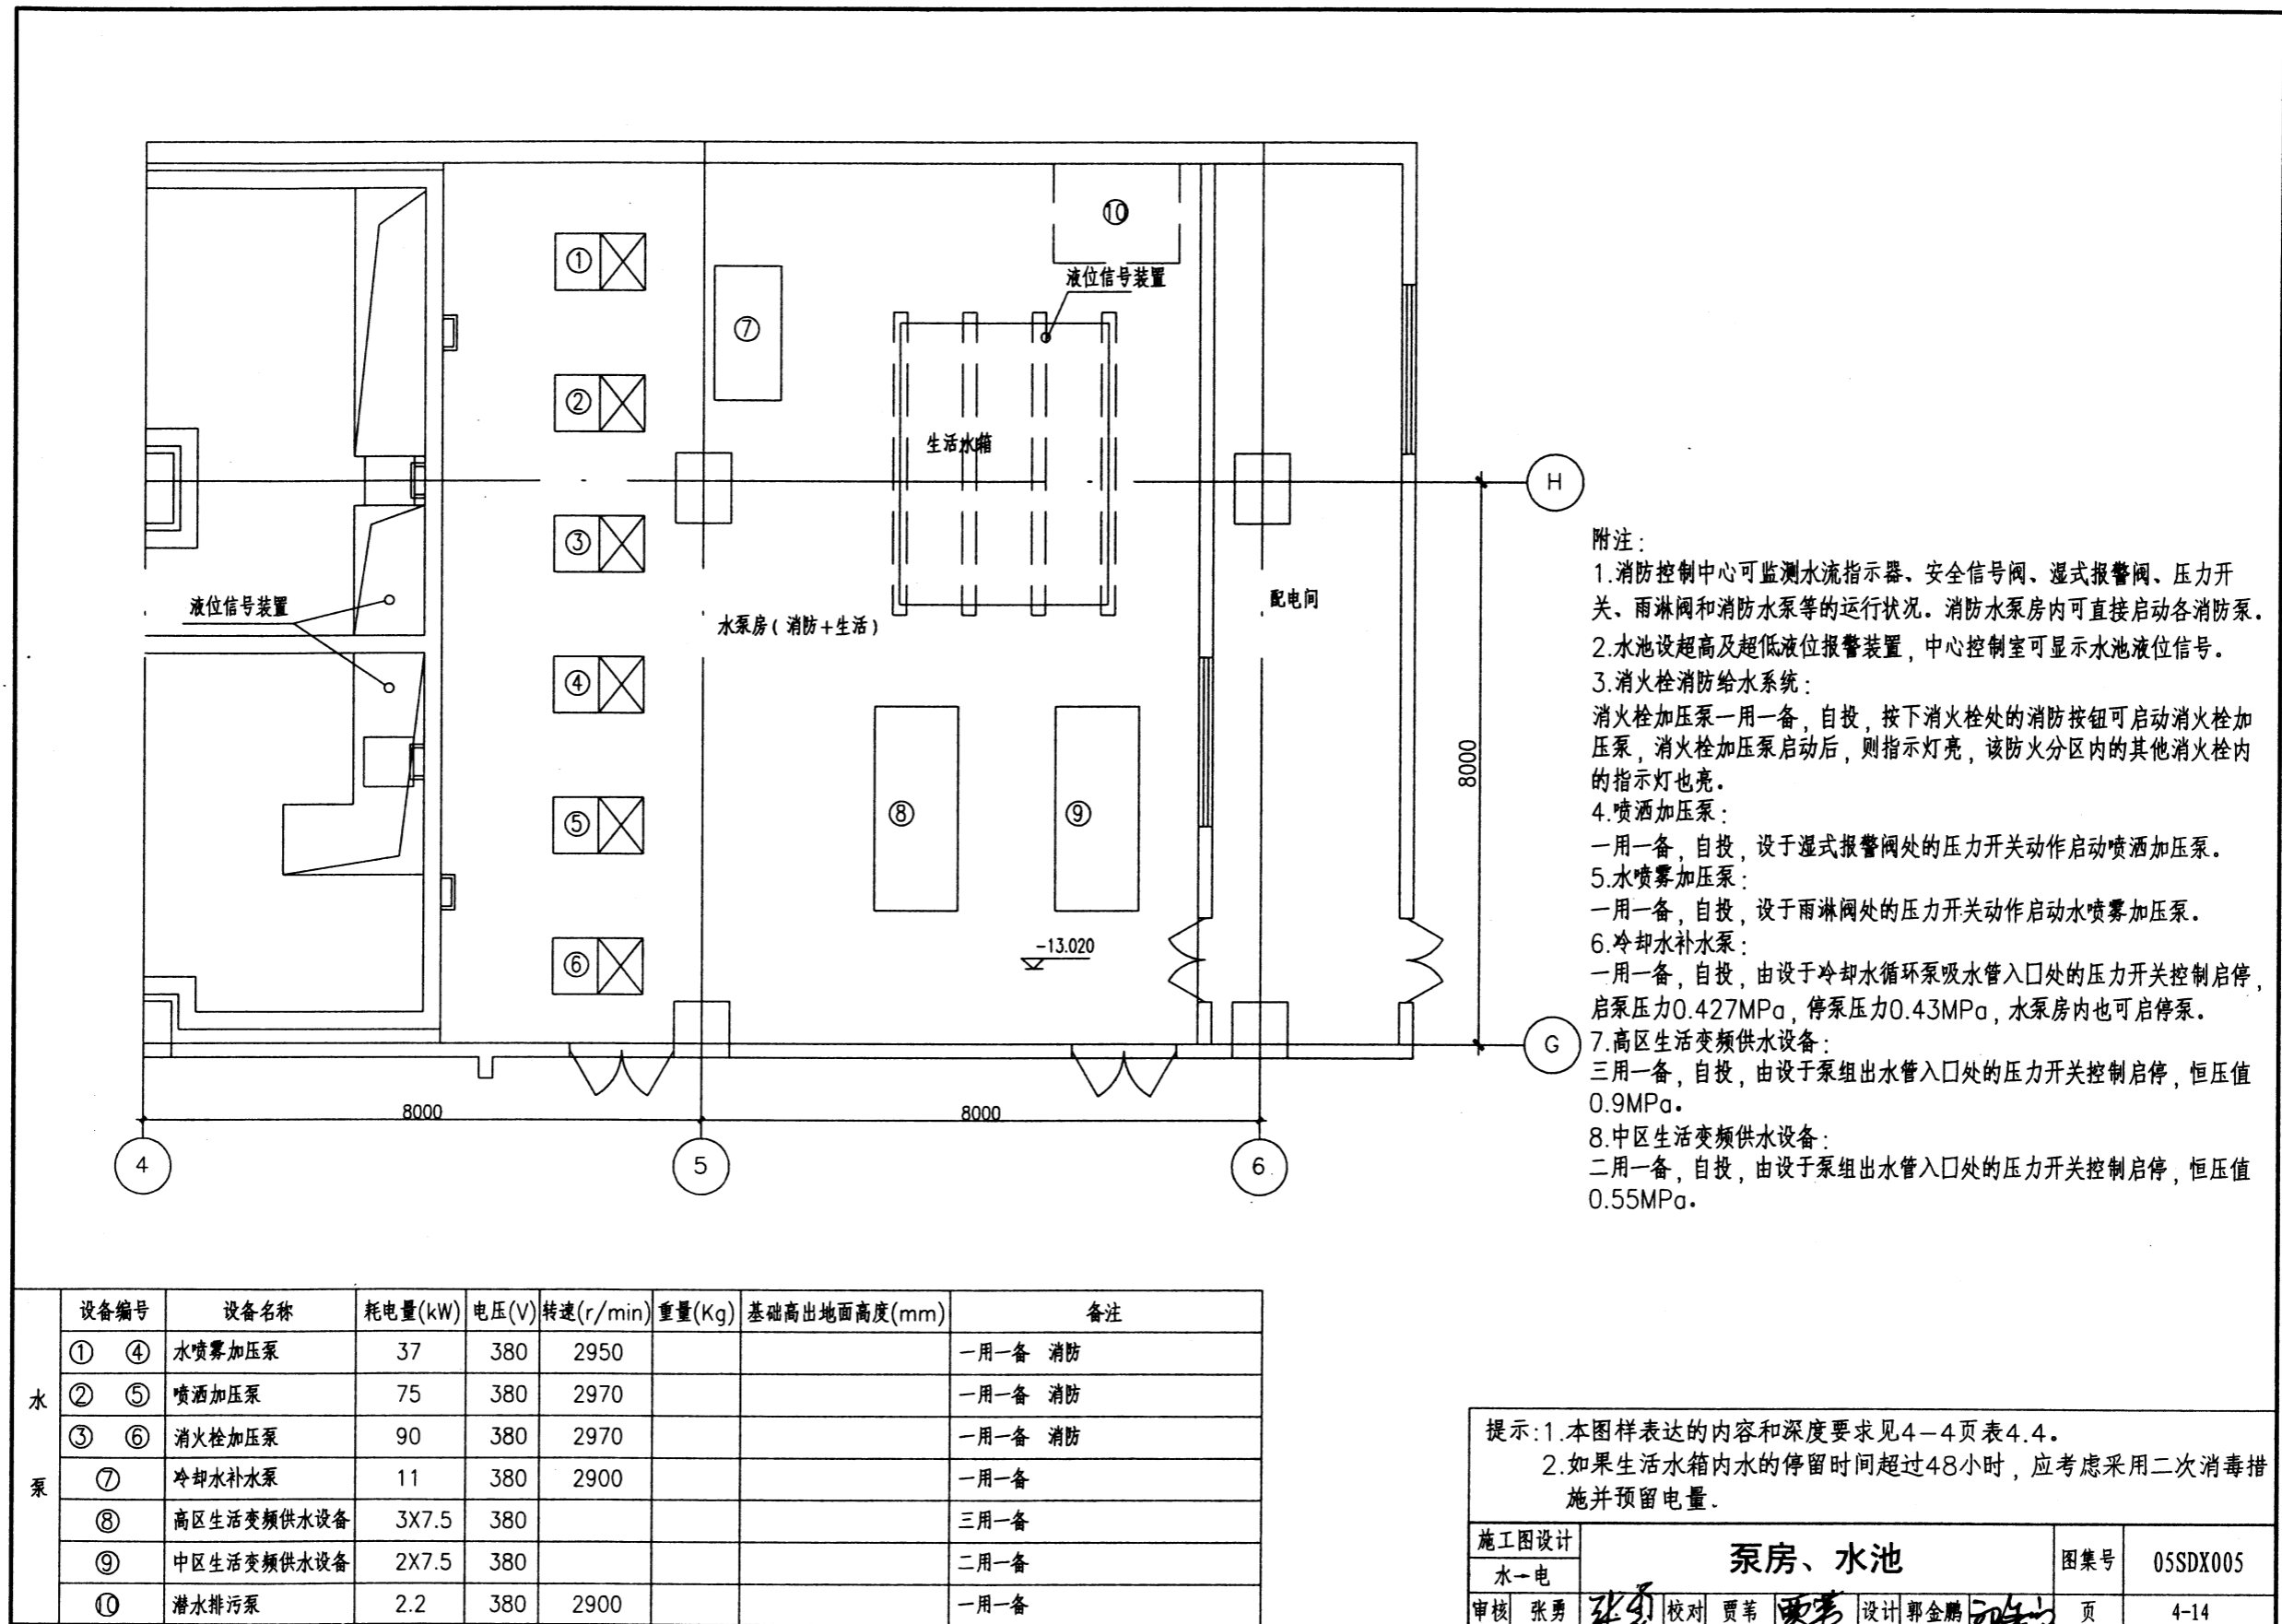 ①
②
③
④
⑤
⑥
⑦
⑧
⑨
⑩
液位信号装置
生活水箱
液位信号装置
水泵房(消防+生活)
配电间
-13.020
8000
8000
8000
H
G
4
5
6
附注:
1.消防控制中心可监测水流指示器、安全信号阀、湿式报警阀、压力开
关、雨淋阀和消防水泵等的运行状况。消防水泵房内可直接启动各消防泵。
2.水池设超高及超低液位报警装置,中心控制室可显示水池液位信号。
3.消火栓消防给水系统:
消火栓加压泵一用一备,自投,按下消火栓处的消防按钮可启动消火栓加
压泵,消火栓加压泵启动后,则指示灯亮,该防火分区内的其他消火栓内
的指示灯也亮。
4.喷洒加压泵:
一用一备,自投,设于湿式报警阀处的压力开关动作启动喷洒加压泵。
5.水喷雾加压泵:
一用一备,自投,设于雨淋阀处的压力开关动作启动水喷雾加压泵。
6.冷却水补水泵:
一用一备,自投,由设于冷却水循环泵吸水管入口处的压力开关控制启停,
启泵压力0.427MPa,停泵压力0.43MPa,水泵房内也可启停泵。
7.高区生活变频供水设备:
三用一备,自投,由设于泵组出水管入口处的压力开关控制启停,恒压值
0.9MPa。
8.中区生活变频供水设备:
二用一备,自投,由设于泵组出水管入口处的压力开关控制启停,恒压值
0.55MPa。
水泵
设备编号 设备名称 耗电量(kW) 电压(V) 转速(r/min) 重量(Kg) 基础高出地面高度(mm) 备注
① ④ 水喷雾加压泵 37 380 2950 一用一备 消防
② ⑤ 喷洒加压泵 75 380 2970 一用一备 消防
③ ⑥ 消火栓加压泵 90 380 2970 一用一备 消防
⑦ 冷却水补水泵 11 380 2900 一用一备
⑧ 高区生活变频供水设备 3X7.5 380 三用一备
⑨ 中区生活变频供水设备 2X7.5 380 二用一备
⑩ 潜水排污泵 2.2 380 2900 一用一备
提示:1.本图样表达的内容和深度要求见4-4页表4.4。
2.如果生活水箱内水的停留时间超过48小时,应考虑采用二次消毒措
施并预留电量.
施工图设计
水→电
泵房、水池
图集号 05SDX005
审核 张勇 校对 贾苇 设计 郭金鹏 页 4-14